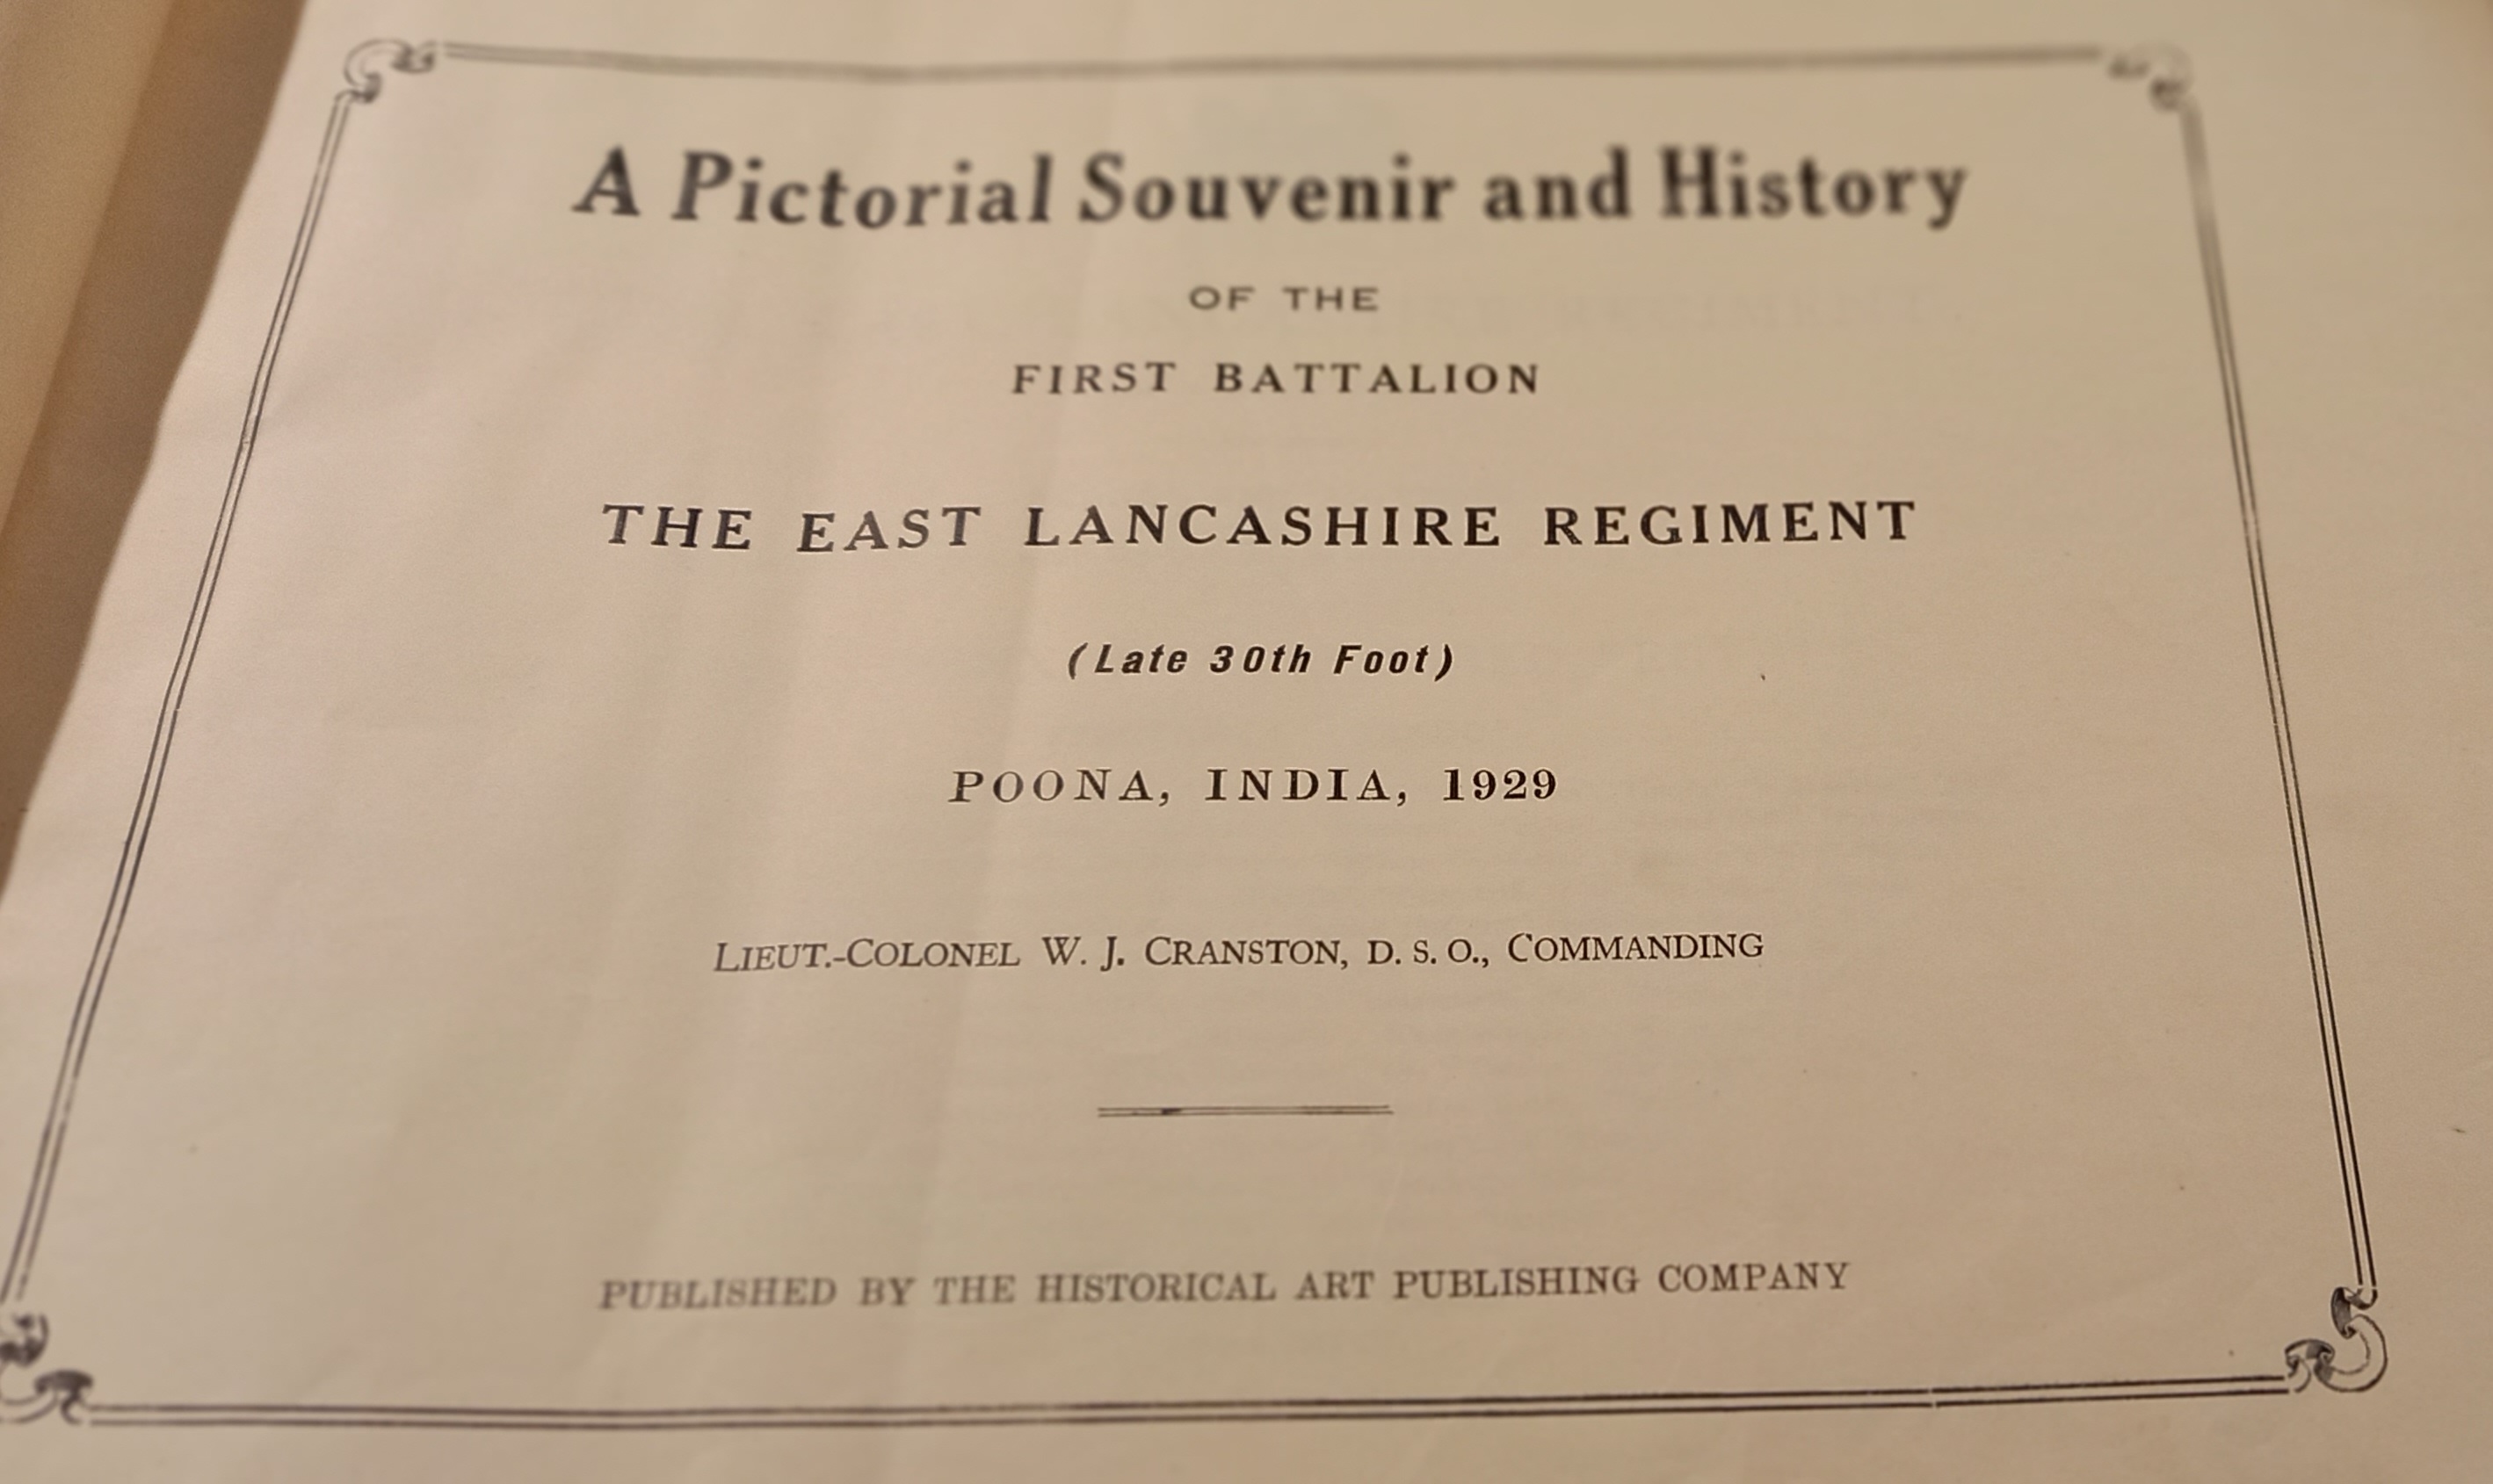 A Pictorial Souvenir and History
OF THE
FIRST BATTALION
THE EAST LANCASHIRE REGIMENT
(Late 30th Foot)
POONA, INDIA, 1929
LIEUT.-COLONEL W. J. CRANSTON, D. S. O., COMMANDING
PUBLISHED BY THE HISTORICAL ART PUBLISHING COMPANY